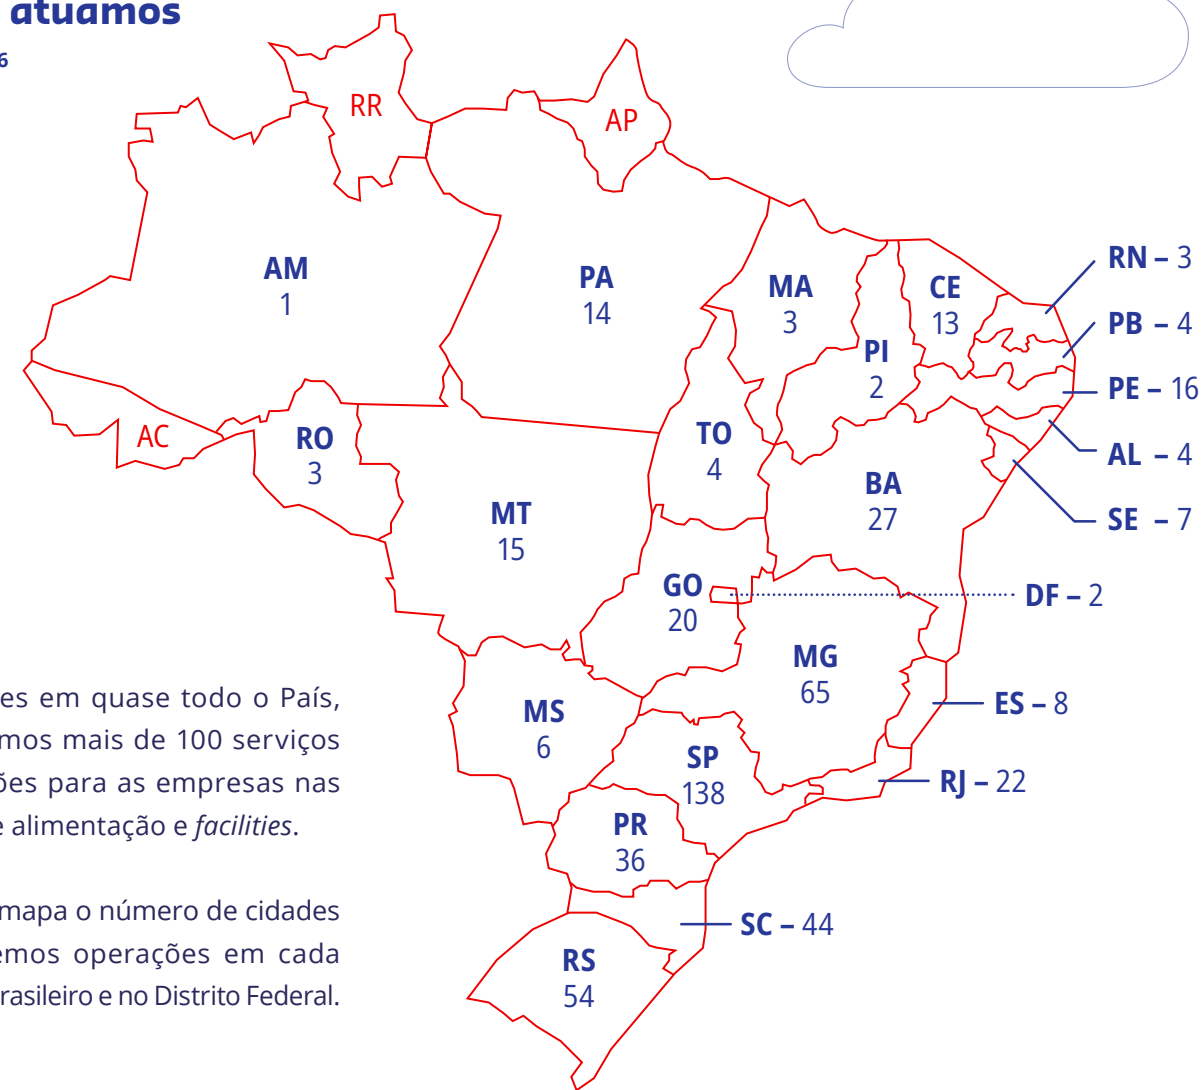 atuamos
6
RR
AP
AM
1
PA
14
MA
3
PI
2
CE
13
RN – 3
PB – 4
PE – 16
AL – 4
SE – 7
AC
RO
3
TO
4
BA
27
MT
15
GO
20
DF – 2
MG
65
ES – 8
MS
6
SP
138
RJ – 22
PR
36
SC – 44
RS
54
es em quase todo o País,
mos mais de 100 serviços
ões para as empresas nas
e alimentação e facilities.
mapa o número de cidades
emos operações em cada
rasileiro e no Distrito Federal.